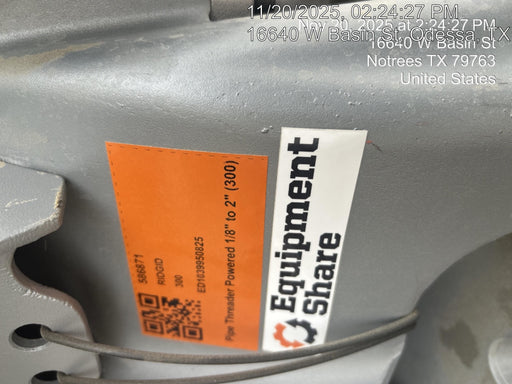 11/20/2025, 02:24:27 PM
16640 W Basin St, Odessa, TX
Nov 20, 2025 at 2:24:27 PM
16640 W Basin St
Notrees TX 79763
United States
586871
RIDGID
300
ED1039950825
Pipe Threader Powered 1/8" to 2" (300)
Equipment
Share